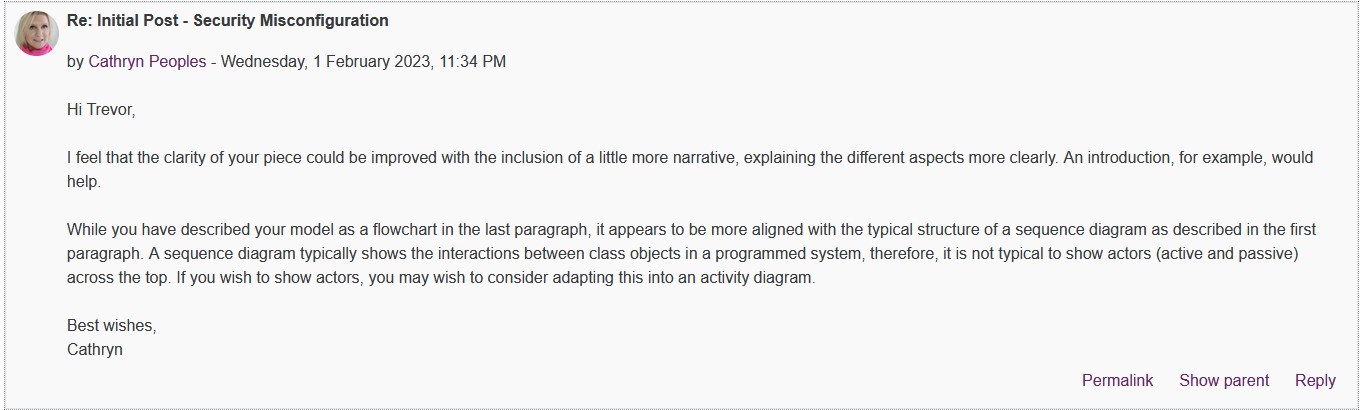 Re: Initial Post - Security Misconfiguration
by Cathryn Peoples - Wednesday, 1 February 2023, 11:34 PM
Hi Trevor,
I feel that the clarity of your piece could be improved with the inclusion of a little more narrative, explaining the different aspects more clearly. An introduction, for example, would
help.
While you have described your model as a flowchart in the last paragraph, it appears to be more aligned with the typical structure of a sequence diagram as described in the first
paragraph. A sequence diagram typically shows the interactions between class objects in a programmed system, therefore, it is not typical to show actors (active and passive)
across the top. If you wish to show actors, you may wish to consider adapting this into an activity diagram.
Best wishes,
Cathryn
Permalink Show parent Reply